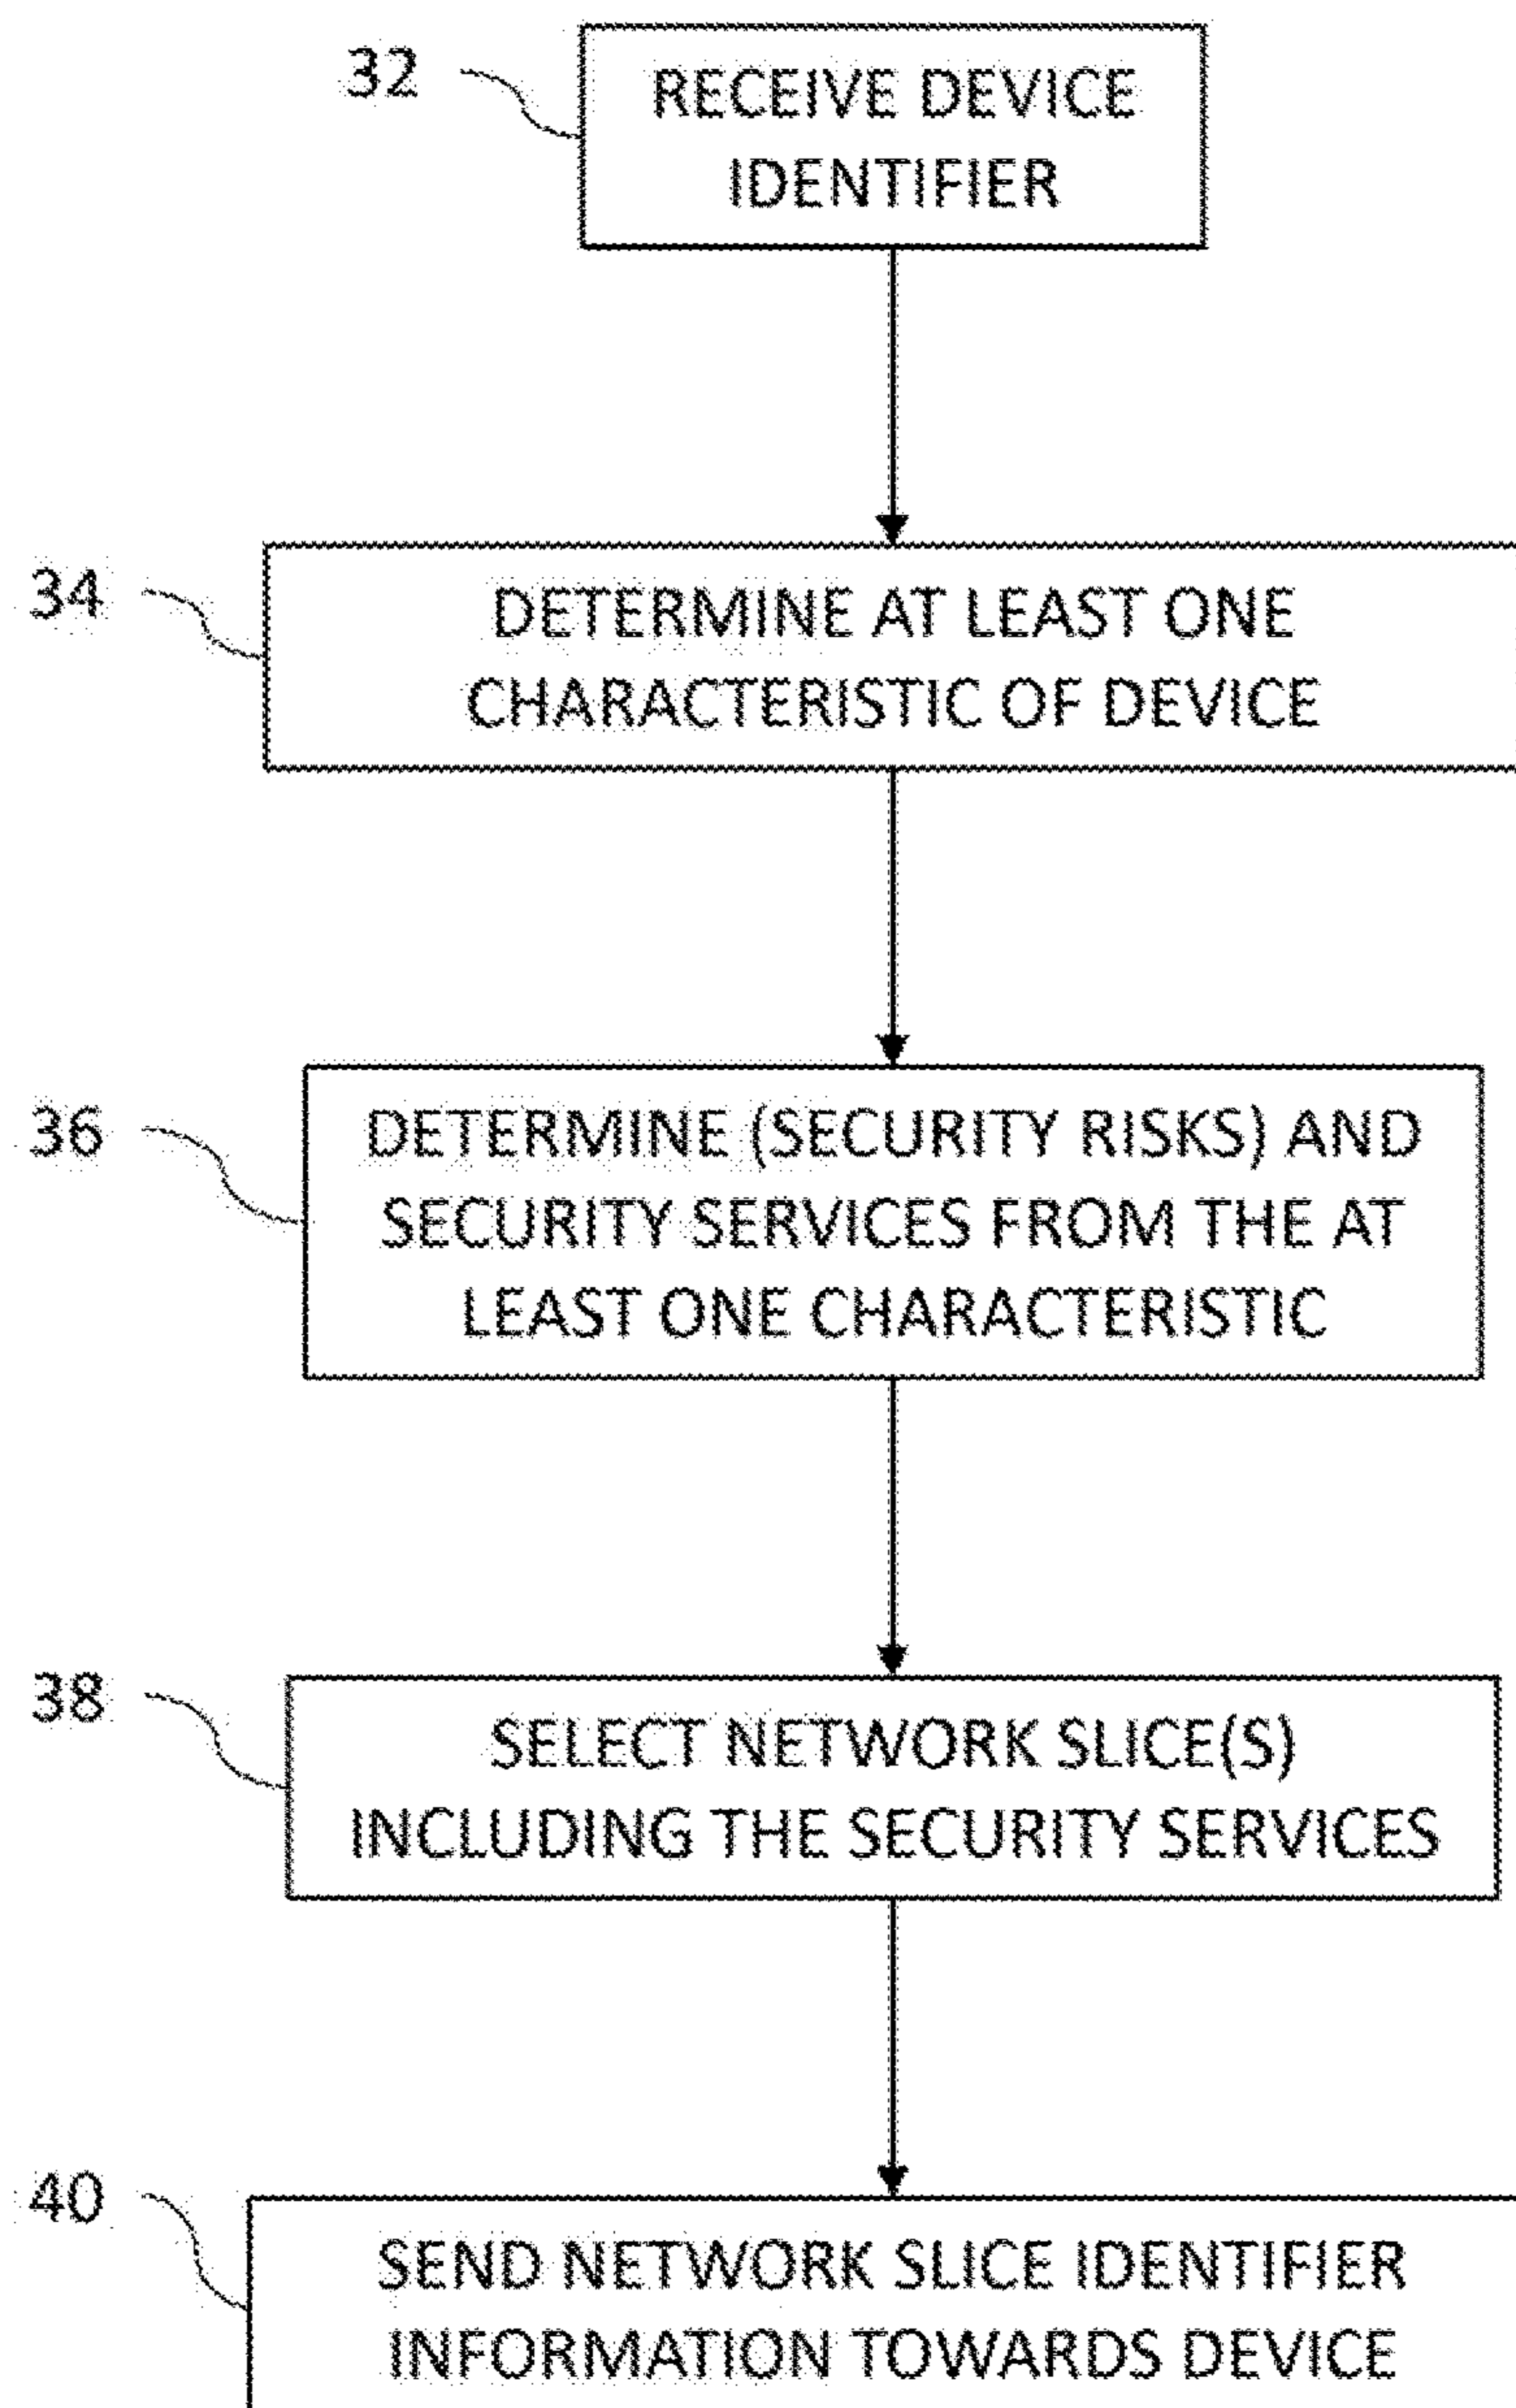 32
RECEIVE DEVICE
IDENTIFIER
34
DETERMINE AT LEAST ONE
CHARACTERISTIC OF DEVICE
36
DETERMINE (SECURITY RISKS) AND
SECURITY SERVICES FROM THE AT
LEAST ONE CHARACTERISTIC
38
SELECT NETWORK SLICE(S)
INCLUDING THE SECURITY SERVICES
40
SEND NETWORK SLICE IDENTIFIER
INFORMATION TOWARDS DEVICE